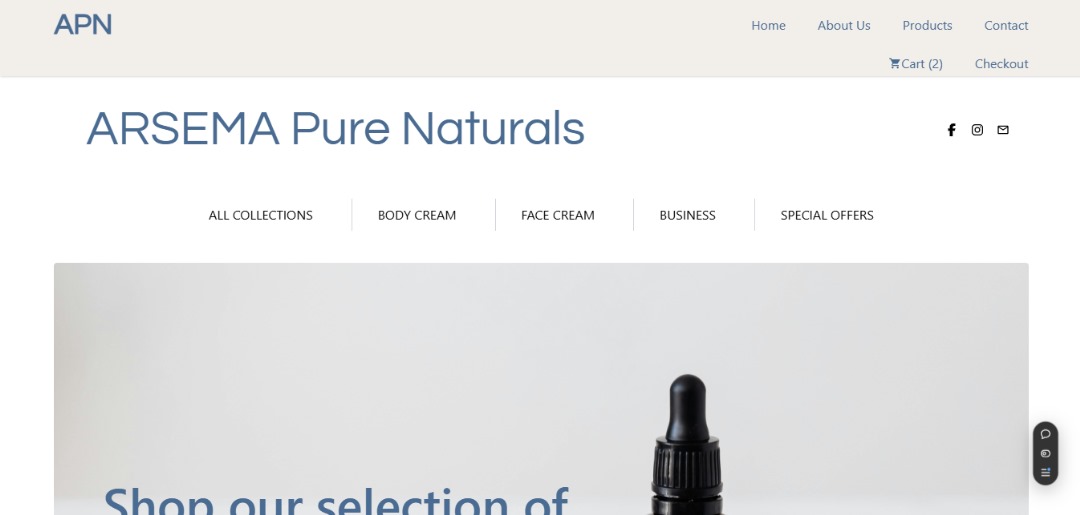 APN
Home About Us Products Contact
Cart (2) Checkout
ARSEMA Pure Naturals
ALL COLLECTIONS BODY CREAM FACE CREAM BUSINESS SPECIAL OFFERS
Shop our selection of